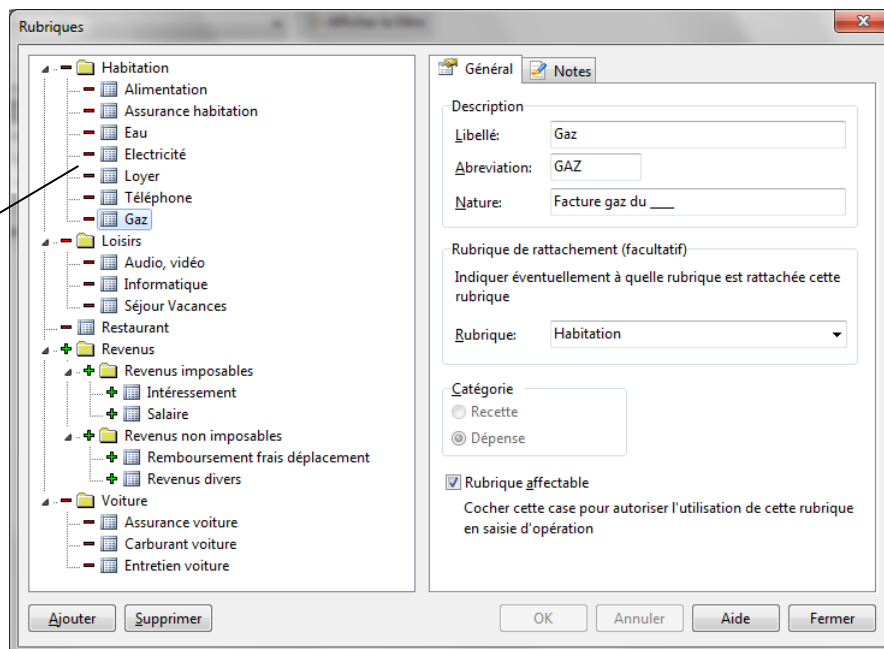 Rubriques
Afficher le filtre
Habitation
Alimentation
Assurance habitation
Eau
Electricité
Loyer
Téléphone
Gaz
Loisirs
Audio, vidéo
Informatique
Séjour Vacances
Restaurant
Revenus
Revenus imposables
Intéressement
Salaire
Revenus non imposables
Remboursement frais déplacement
Revenus divers
Voiture
Assurance voiture
Carburant voiture
Entretien voiture
Ajouter Supprimer
Général Notes
Description
Libellé: Gaz
Abreviation: GAZ
Nature: Facture gaz du ____
Rubrique de rattachement (facultatif)
Indiquer éventuellement à quelle rubrique est rattachée cette
rubrique
Rubrique: Habitation
Catégorie
Recette
Dépense
Rubrique affectable
Cocher cette case pour autoriser l'utilisation de cette rubrique
en saisie d'opération
OK Annuler Aide Fermer